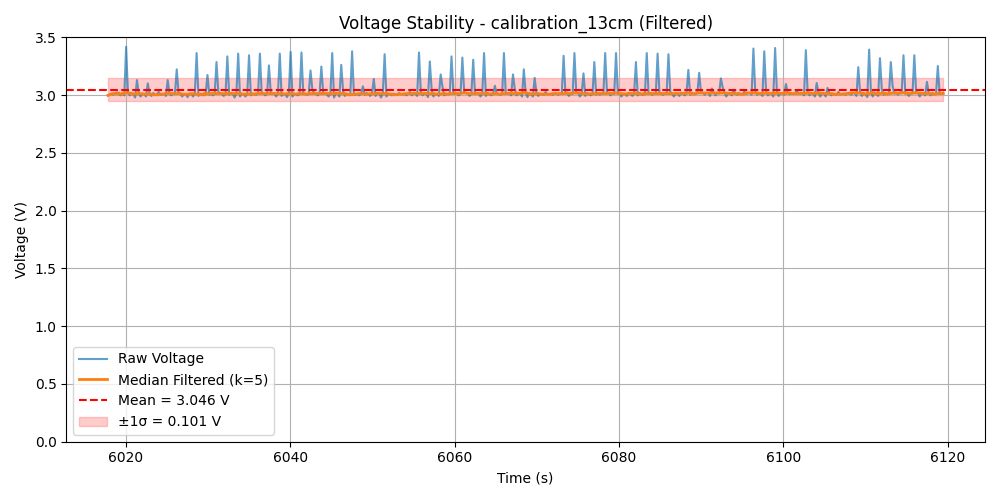 Voltage Stability - calibration_13cm (Filtered)
Voltage (V)
3.5
3.0
2.5
2.0
1.5
1.0
0.5
0.0
Raw Voltage
Median Filtered (k=5)
Mean = 3.046 V
±1σ = 0.101 V
6020 6040 6060 6080 6100 6120
Time (s)